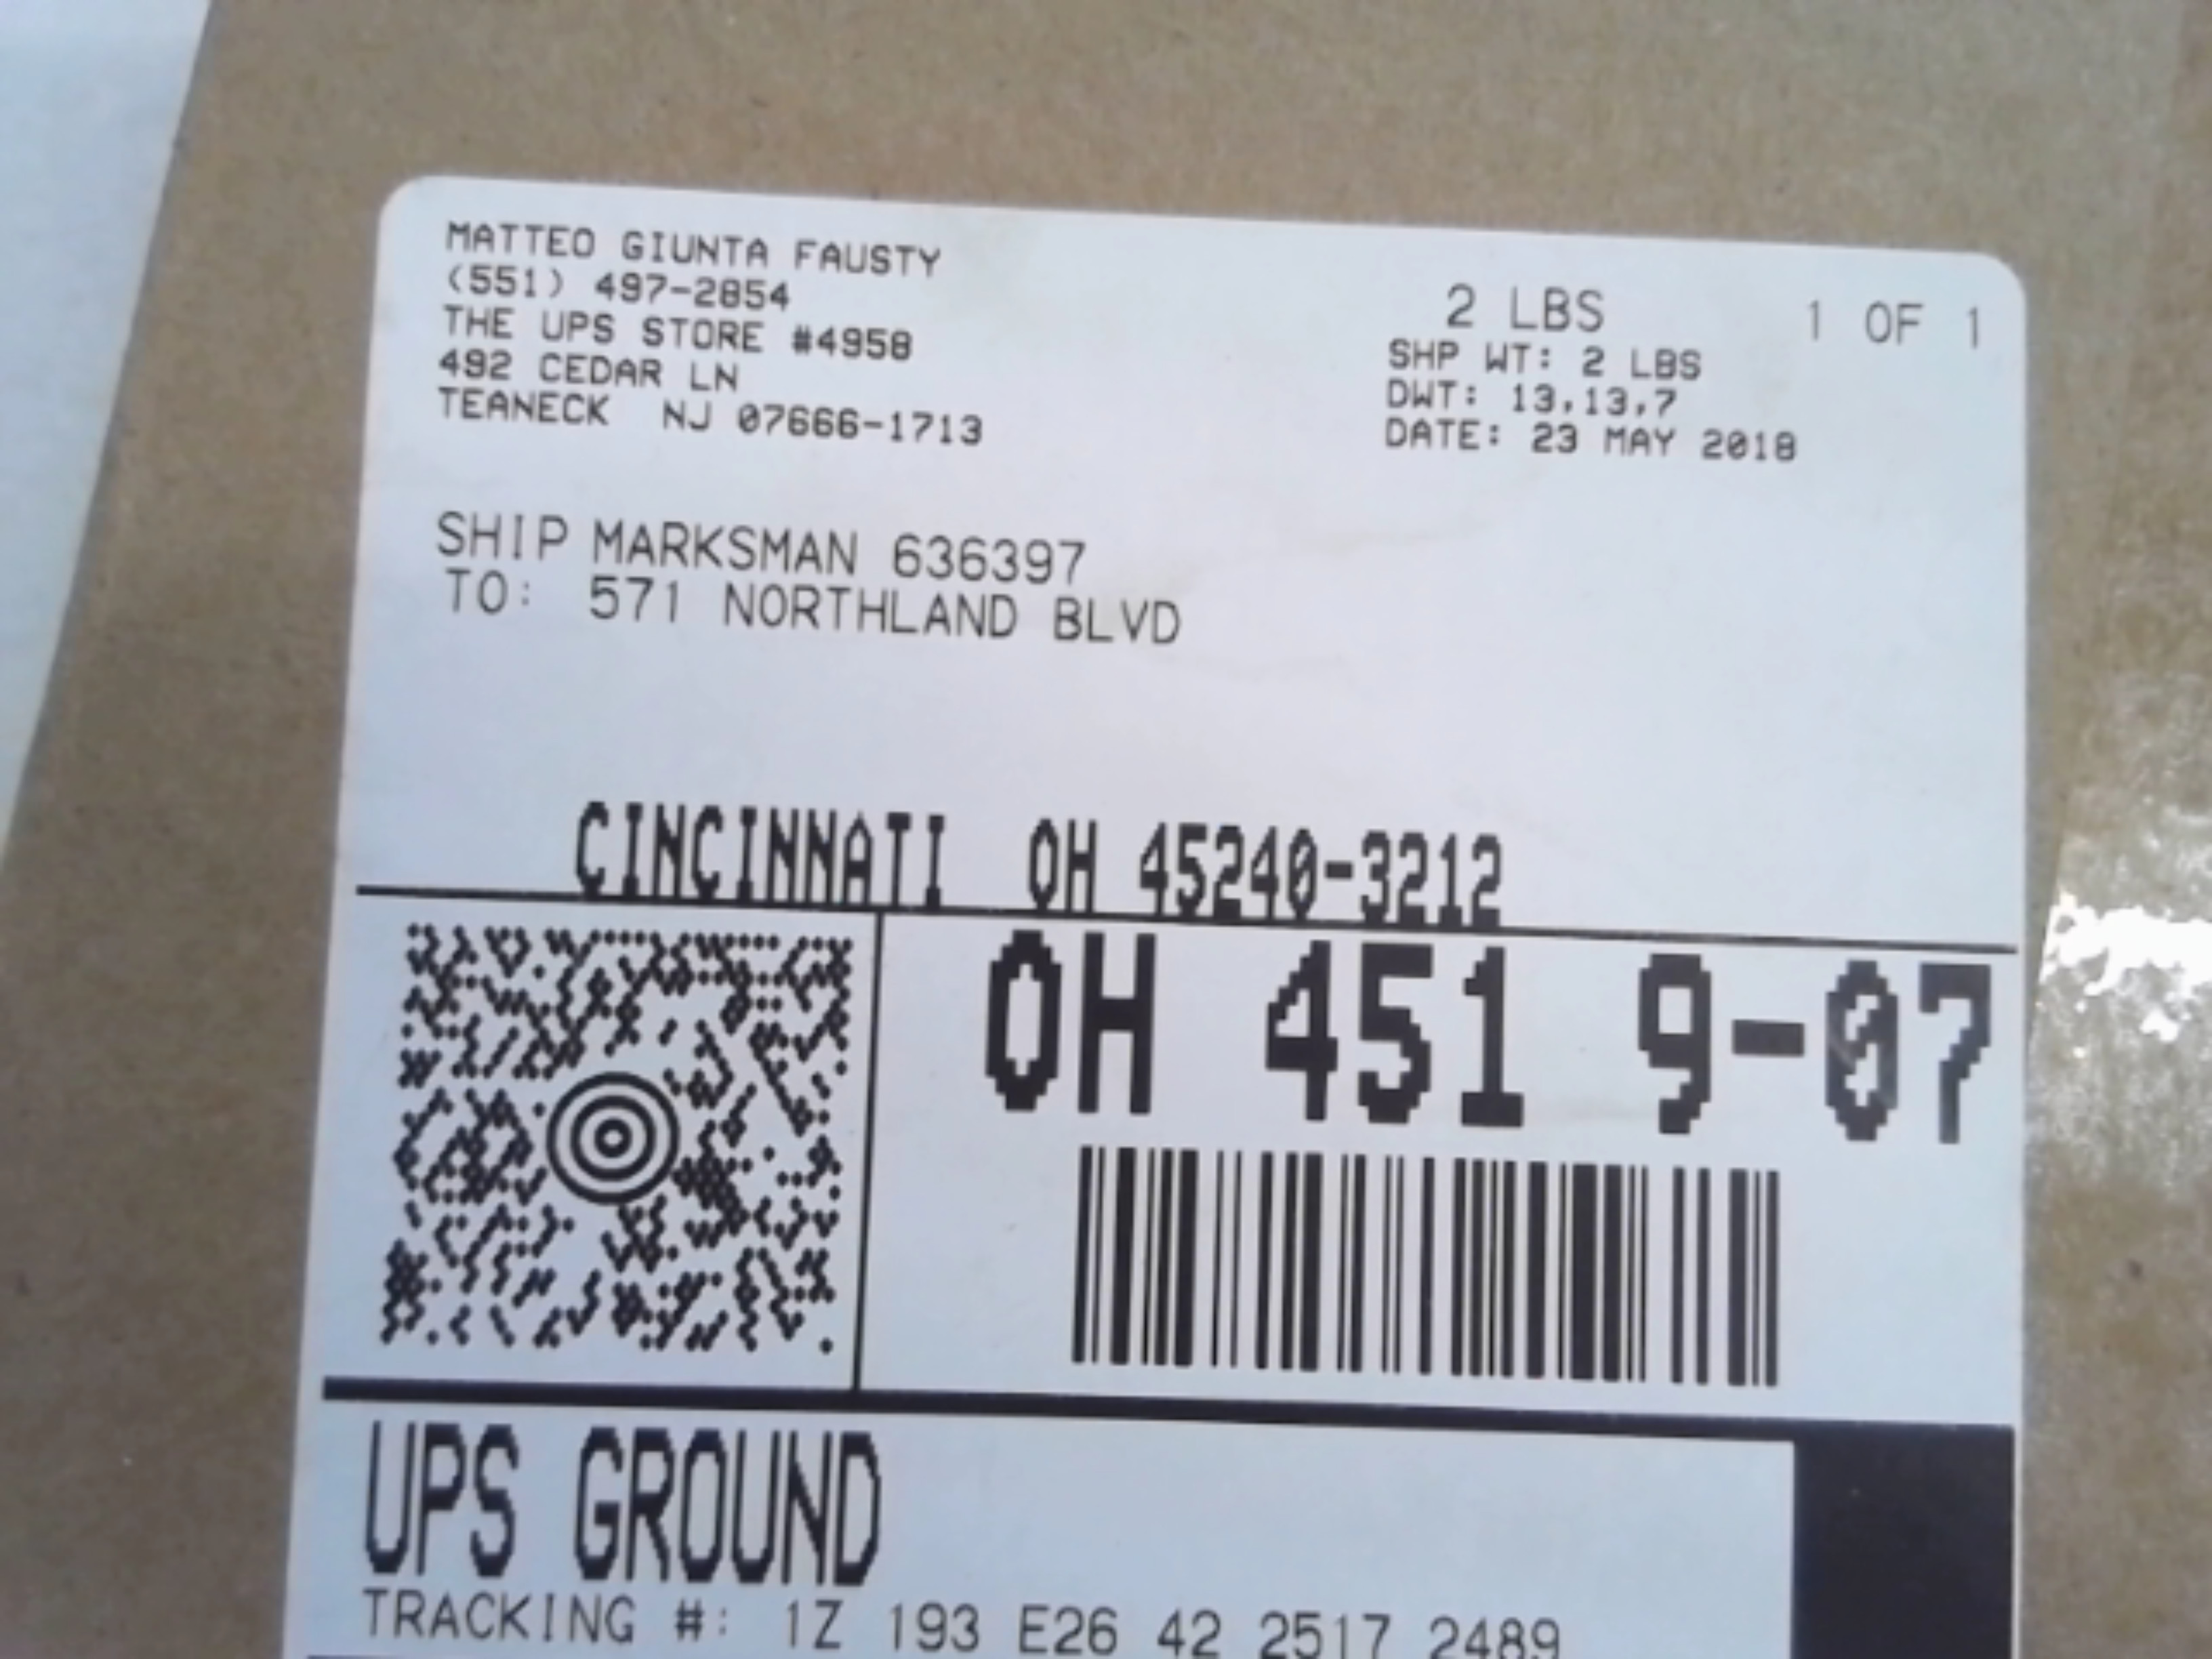 MATTEO GIUNTA FAUSTY
(551) 497-2854
THE UPS STORE #4958
492 CEDAR LN
TEANECK NJ 07666-1713
2 LBS 1 OF 1
SHP WT: 2 LBS
DWT: 13,13,7
DATE: 23 MAY 2018
SHIP MARKSMAN 636397
TO: 571 NORTHLAND BLVD
CINCINNATI OH 45240-3212
OH 451 9-07
UPS GROUND
TRACKING #: 1Z 193 E26 42 2517 2489